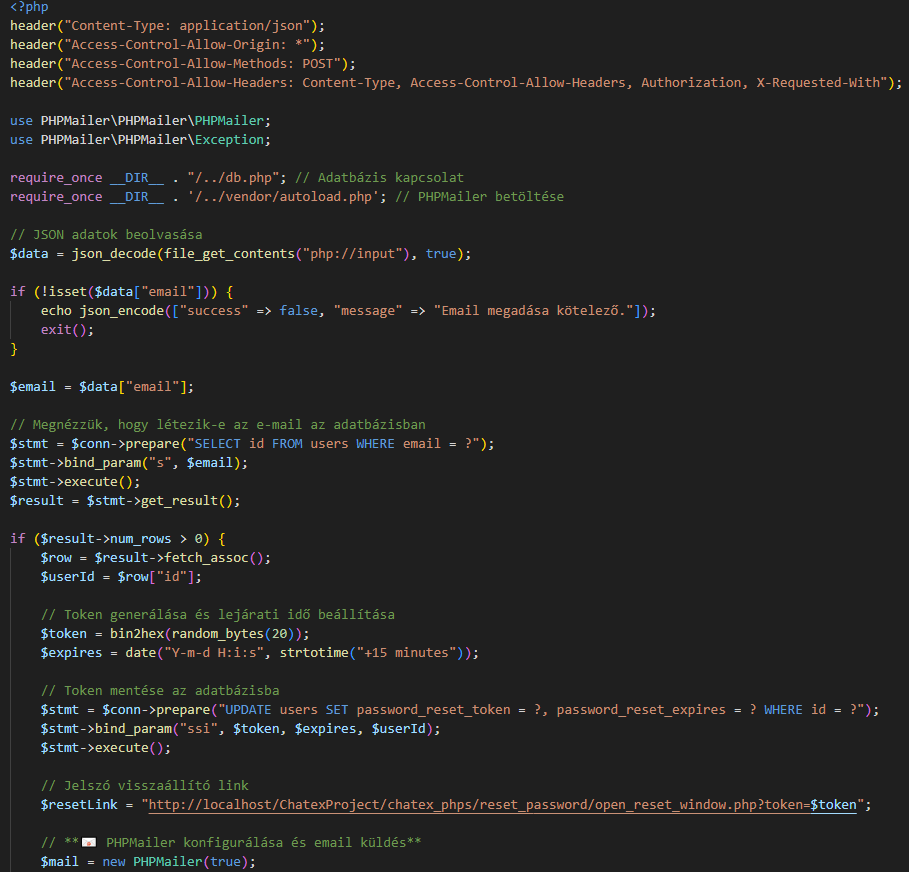 <?php
header("Content-Type: application/json");
header("Access-Control-Allow-Origin: *");
header("Access-Control-Allow-Methods: POST");
header("Access-Control-Allow-Headers: Content-Type, Access-Control-Allow-Headers, Authorization, X-Requested-With");
use PHPMailer\PHPMailer\PHPMailer;
use PHPMailer\PHPMailer\Exception;
require_once __DIR__ . "/../db.php"; // Adatbázis kapcsolat
require_once __DIR__ . '/../vendor/autoload.php'; // PHPMailer betöltése
// JSON adatok beolvasása
$data = json_decode(file_get_contents("php://input"), true);
if (!isset($data["email"])) {
    echo json_encode(["success" => false, "message" => "Email megadása kötelező."]);
    exit();
}
$email = $data["email"];
// Megnézzük, hogy létezik-e az e-mail az adatbázisban
$stmt = $conn->prepare("SELECT id FROM users WHERE email = ?");
$stmt->bind_param("s", $email);
$stmt->execute();
$result = $stmt->get_result();
if ($result->num_rows > 0) {
    $row = $result->fetch_assoc();
    $userId = $row["id"];
    // Token generálása és lejárati idő beállítása
    $token = bin2hex(random_bytes(20));
    $expires = date("Y-m-d H:i:s", strtotime("+15 minutes"));
    // Token mentése az adatbázisba
    $stmt = $conn->prepare("UPDATE users SET password_reset_token = ?, password_reset_expires = ? WHERE id = ?");
    $stmt->bind_param("ssi", $token, $expires, $userId);
    $stmt->execute();
    // Jelszó visszaállító link
    $resetLink = "http://localhost/ChatexProject/chatex_phps/reset_password/open_reset_window.php?token=$token";
    // **📧 PHPMailer konfigurálása és email küldés**
    $mail = new PHPMailer(true);